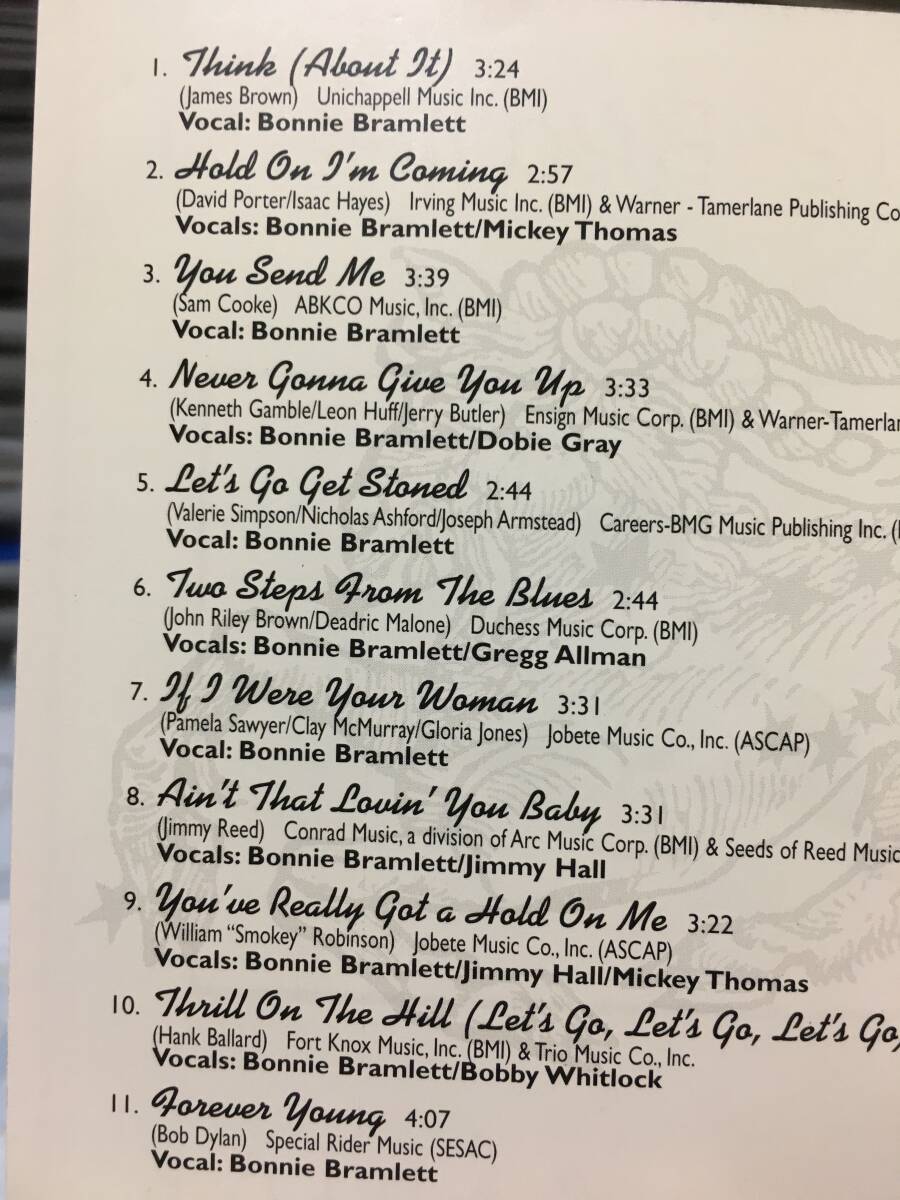 1. Think (About It) 3:24
(James Brown) Unichappell Music Inc. (BMI)
Vocal: Bonnie Bramlett
2. Hold On I'm Coming 2:57
(David Porter/Isaac Hayes) Irving Music Inc. (BMI) & Warner - Tamerlane Publishing Co
Vocals: Bonnie Bramlett/Mickey Thomas
3. You Send Me 3:39
(Sam Cooke) ABKCO Music, Inc. (BMI)
Vocal: Bonnie Bramlett
4. Never Gonna Give You Up 3:33
(Kenneth Gamble/Leon Huff/Jerry Butler) Ensign Music Corp. (BMI) & Warner-Tamerlan
Vocals: Bonnie Bramlett/Dobie Gray
5. Let's Go Get Stoned 2:44
(Valerie Simpson/Nicholas Ashford/Joseph Armstead) Careers-BMG Music Publishing Inc. (
Vocal: Bonnie Bramlett
6. Two Steps From The Blues 2:44
(John Riley Brown/Deadric Malone) Duchess Music Corp. (BMI)
Vocals: Bonnie Bramlett/Gregg Allman
7. If I Were Your Woman 3:31
(Pamela Sawyer/Clay McMurray/Gloria Jones) Jobete Music Co., Inc. (ASCAP)
Vocal: Bonnie Bramlett
8. Ain't That Lovin' You Baby 3:31
(Jimmy Reed) Conrad Music, a division of Arc Music Corp. (BMI) & Seeds of Reed Music
Vocals: Bonnie Bramlett/Jimmy Hall
9. You've Really Got a Hold On Me 3:22
(William "Smokey" Robinson) Jobete Music Co., Inc. (ASCAP)
Vocals: Bonnie Bramlett/Jimmy Hall/Mickey Thomas
10. Thrill On The Hill (Let's Go, Let's Go, Let's Go,
(Hank Ballard) Fort Knox Music, Inc. (BMI) & Trio Music Co., Inc.
Vocals: Bonnie Bramlett/Bobby Whitlock
11. Forever Young 4:07
(Bob Dylan) Special Rider Music (SESAC)
Vocal: Bonnie Bramlett